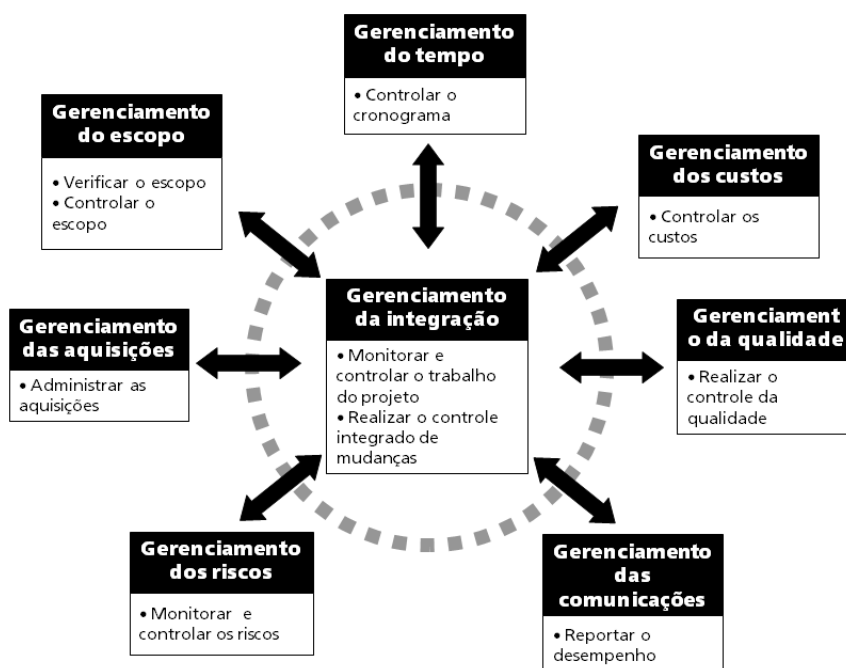 Gerenciamento
do tempo
• Controlar o
cronograma
Gerenciamento
do escopo
• Verificar o escopo
• Controlar o
escopo
Gerenciamento
dos custos
• Controlar os
custos
Gerenciamento
da integração
• Monitorar e
controlar o trabalho
do projeto
• Realizar o controle
integrado de
mudanças
Gerenciamento
das aquisições
• Administrar as
aquisições
Gerenciament
o da qualidade
• Realizar o
controle da
qualidade
Gerenciamento
dos riscos
• Monitorar e
controlar os riscos
Gerenciamento
das
comunicações
• Reportar o
desempenho